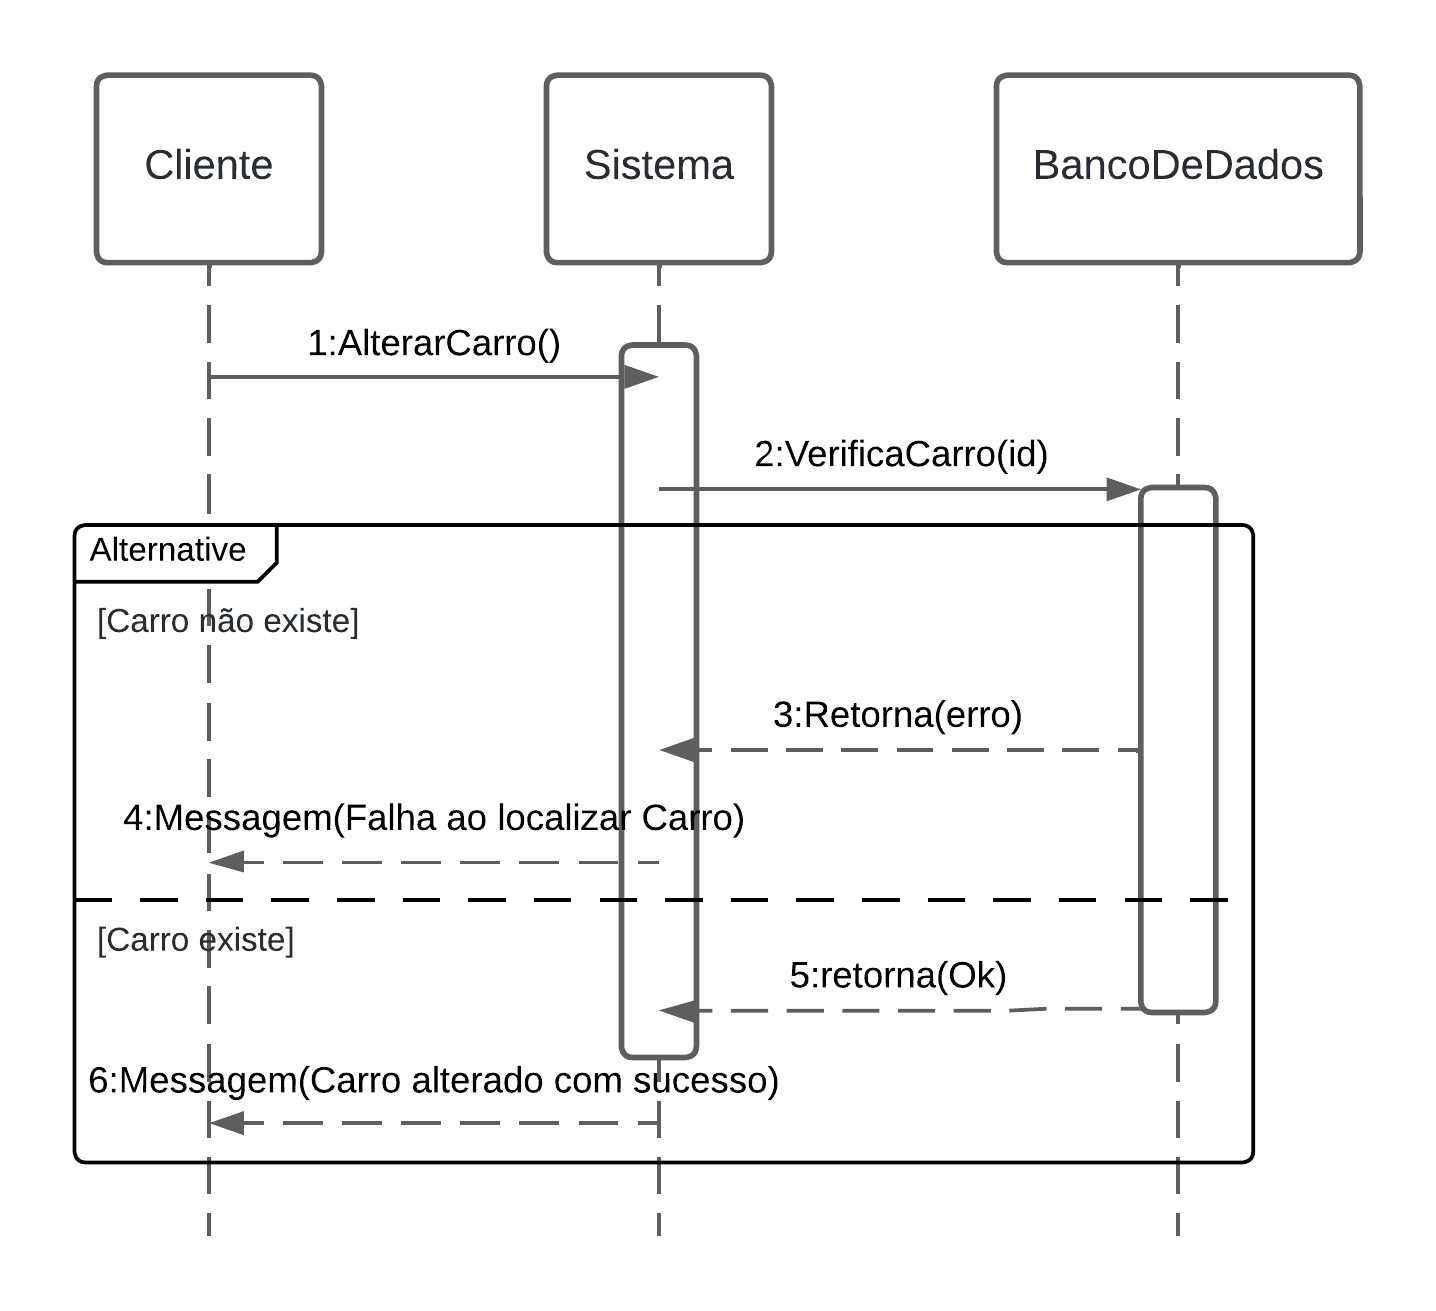 Cliente
Sistema
BancoDeDados
1:AlterarCarro()
2:VerificaCarro(id)
Alternative
[Carro não existe]
3:Retorna(erro)
4:Messagem(Falha ao localizar Carro)
[Carro existe]
5:retorna(Ok)
6:Messagem(Carro alterado com sucesso)